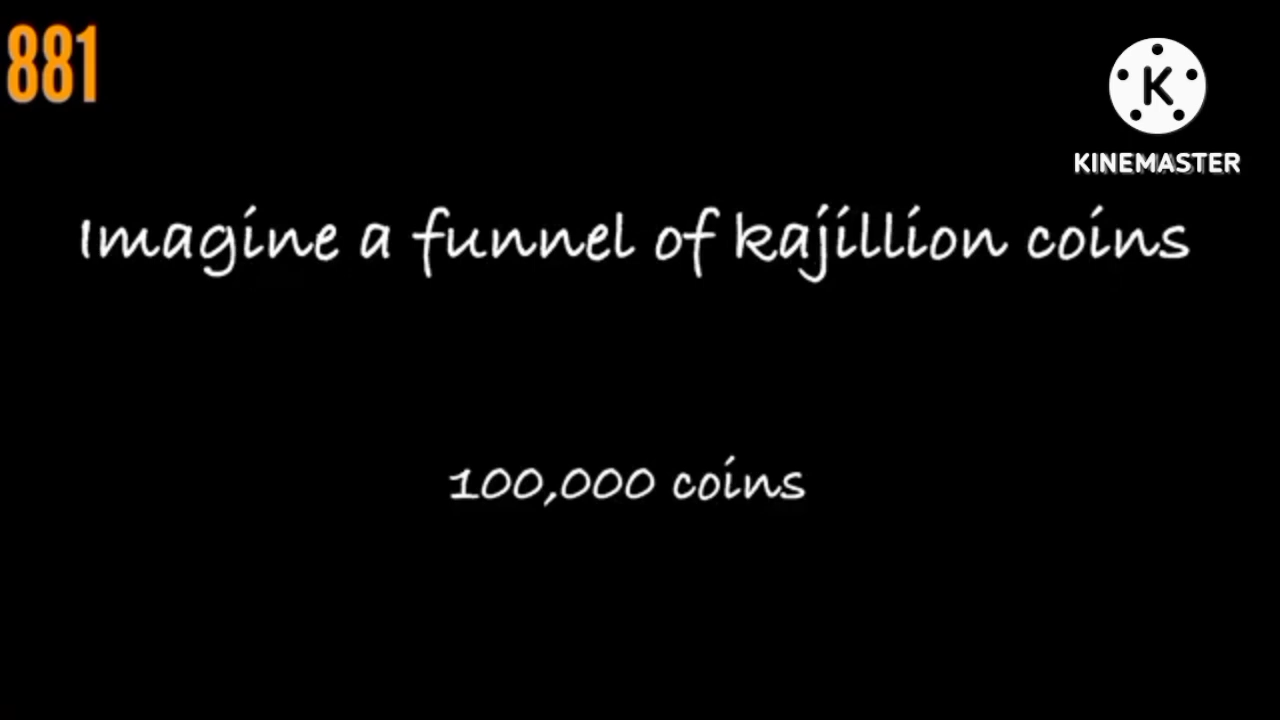 881
K
KINEMASTER
Imagine a funnel of kajillion coins
100,000 coins